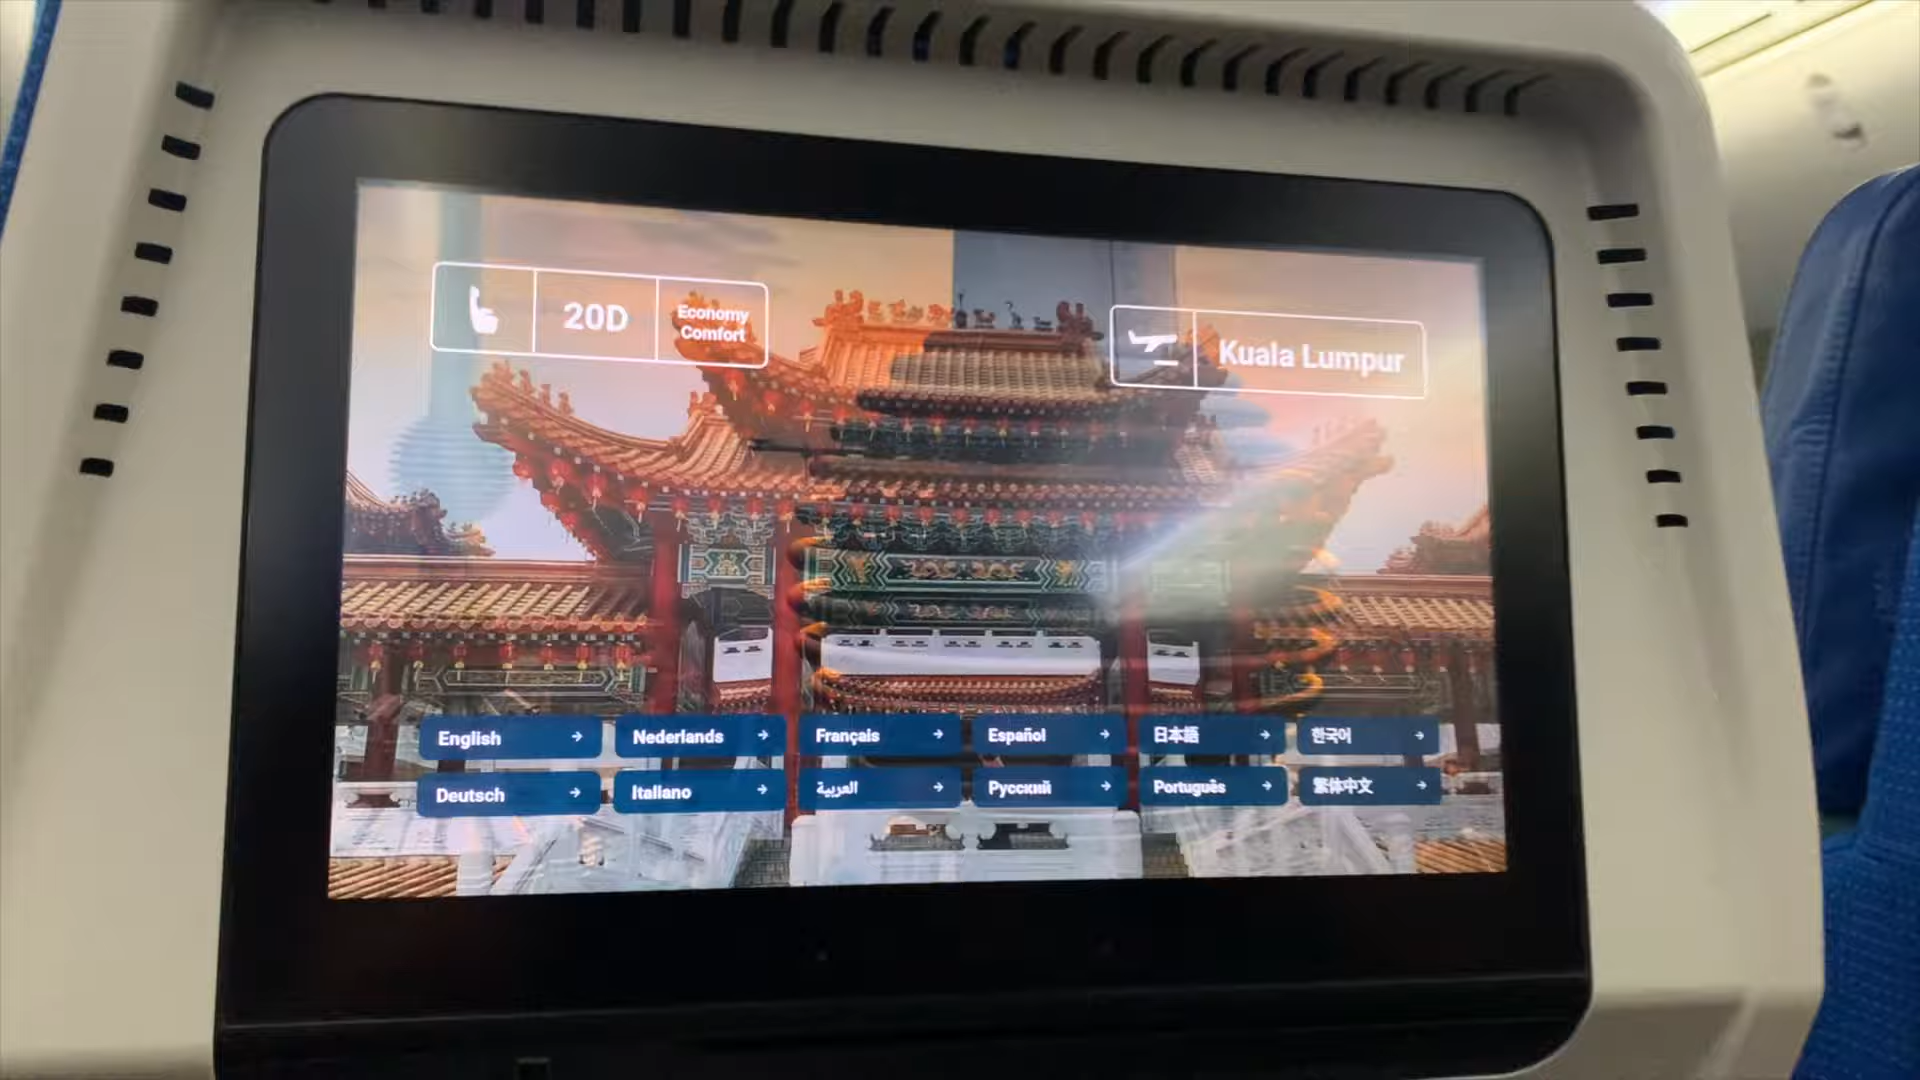 20D
Economy
Comfort
Kuala Lumpur
English
Nederlands
Français
Español
日本語
한국어
Deutsch
Italiano
العربية
Русский
Português
繁体中文